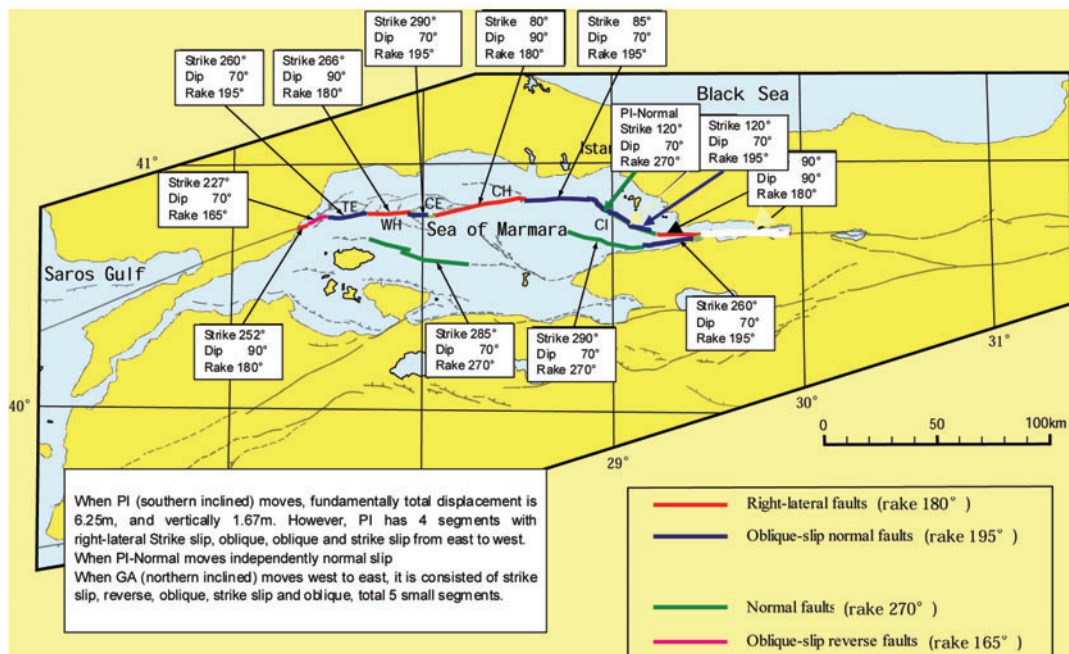 Strike 290°
Dip 70°
Rake 195°
Strike 80°
Dip 90°
Rake 180°
Strike 85°
Dip 70°
Rake 195°
Strike 260°
Dip 70°
Rake 195°
Strike 266°
Dip 90°
Rake 180°
Black Sea
PI-Normal
Strike 120°
Dip 70°
Rake 270°
Strike 120°
Dip 70°
Rake 195°
90°
Dip 90°
Rake 180°
41°
Istan
Strike 227°
Dip 70°
Rake 165°
TE
WH
CE
CH
CI
Sea of Marmara
Saros Gulf
Strike 252°
Dip 90°
Rake 180°
Strike 285°
Dip 70°
Rake 270°
Strike 290°
Dip 70°
Rake 270°
Strike 260°
Dip 70°
Rake 195°
31°
30°
40°
29°
0 50 100km
When PI (southern inclined) moves, fundamentally total displacement is
6.25m, and vertically 1.67m. However, PI has 4 segments with
right-lateral Strike slip, oblique, oblique and strike slip from east to west.
When PI-Normal moves independently normal slip
When GA (northern inclined) moves west to east, it is consisted of strike
slip, reverse, oblique, strike slip and oblique, total 5 small segments.
Right-lateral faults (rake 180°)
Oblique-slip normal faults (rake 195°)
Normal faults (rake 270°)
Oblique-slip reverse faults (rake 165°)